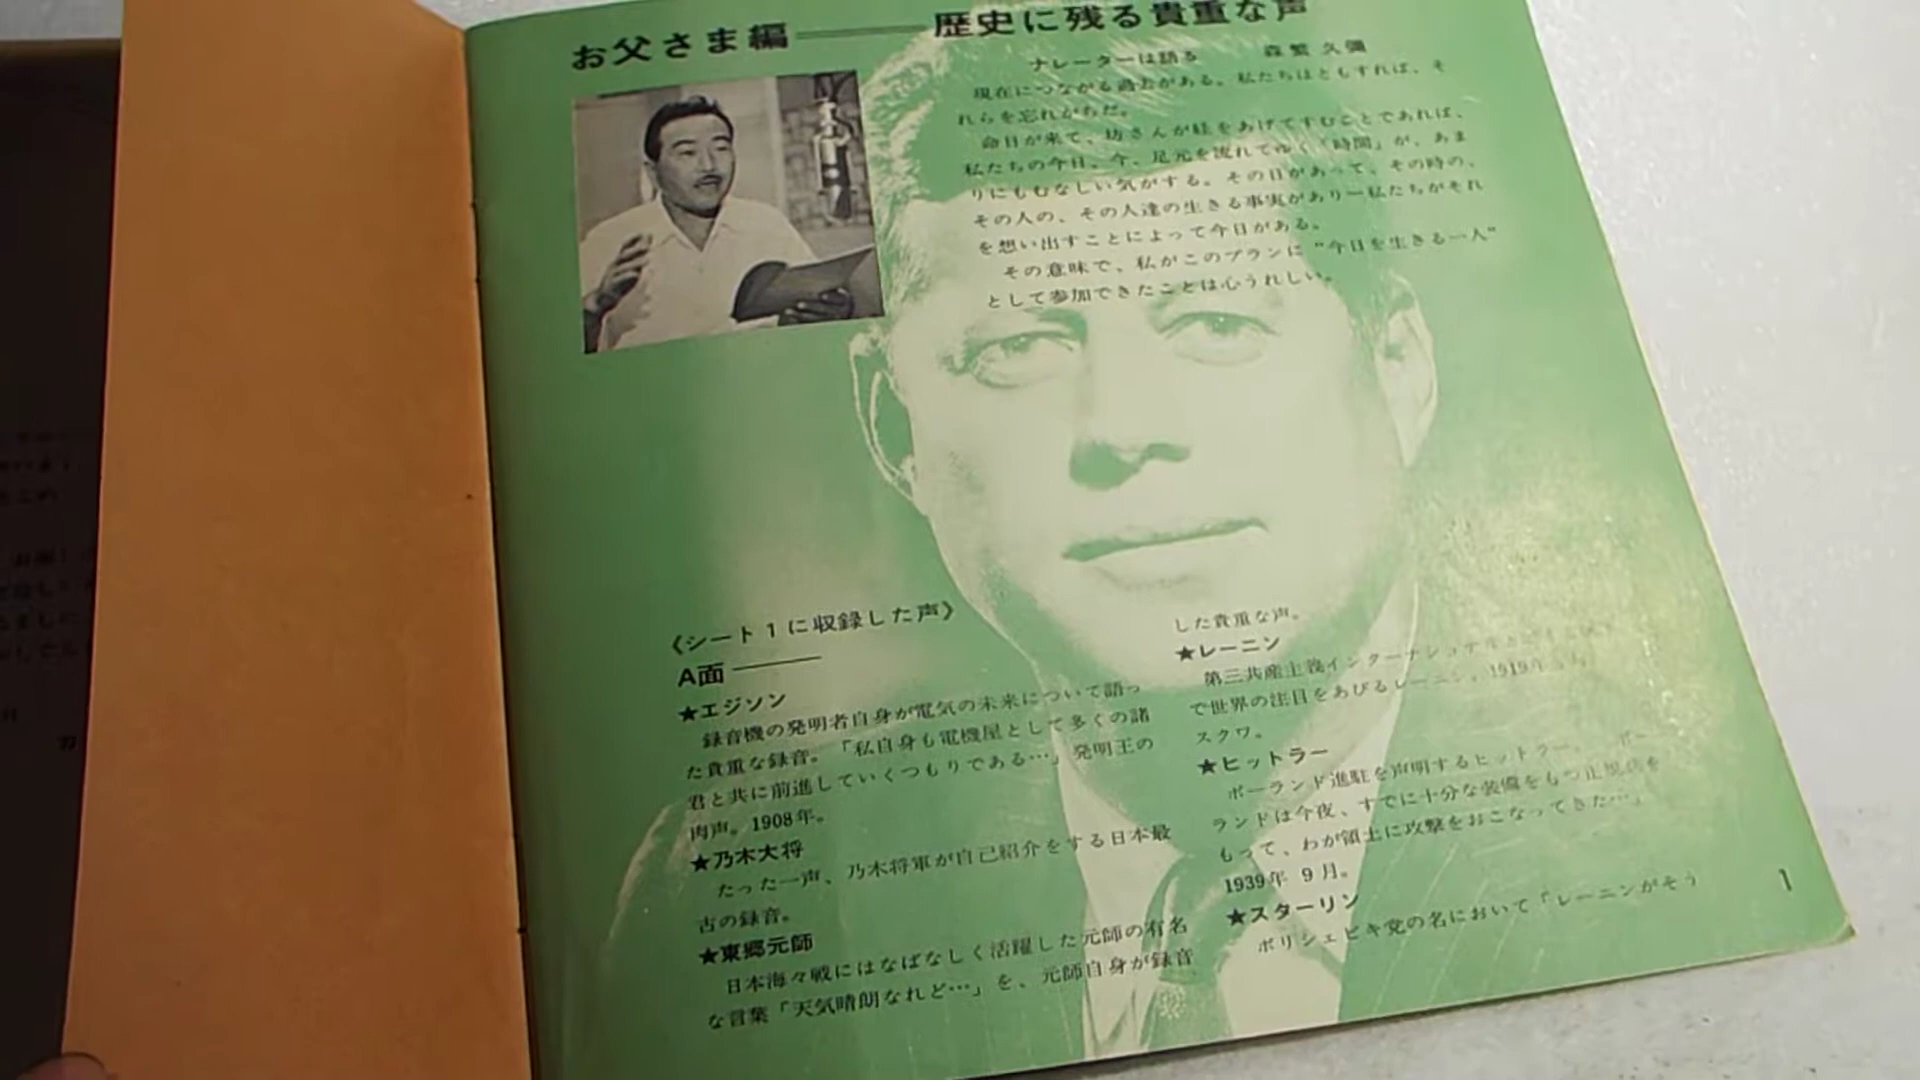 お父さま編――歴史に残る貴重な声
ナレーターは語る 森繁久彌
現在につながる過去がある。私たちはともすれば、そ
れらを忘れがちだ。
命日が来て、坊さんが経をあげてすむことであれば、
私たちの今日、今、足元を流れてゆく「時間」が、あま
りにもむなしい気がする。その日があって、その時の、
その人の、その人達の生きる事実があり―私たちがそれ
を想い出すことによって今日がある。
その意味で、私がこのプランに"今日を生きる一人"
として参加できたことは心うれしい。
《シート1に収録した声》
A面――
★エジソン
録音機の発明者自身が電気の未来について語っ
た貴重な録音。「私自身も電機屋として多くの諸
君と共に前進していくつもりである…」発明王の
肉声。1908年。
★乃木大将
たった一声、乃木将軍が自己紹介をする日本最
古の録音。
★東郷元師
日本海々戦にはなばなしく活躍した元師の有名
な言葉「天気晴朗なれど…」を、元師自身が録音
した貴重な声。
★レーニン
第三共産主義インターナショナル
で世界の注目をあびるレーニン。1919年 モ
スクワ。
★ヒットラー
ポーランド進駐を声明するヒットラー。 ポー
ランドは今夜、すでに十分な装備をもつ正規兵を
もって、わが領土に攻撃をおこなってきた…」
1939年 9月。
★スターリン
ボリシェビキ党の名において「レーニンがそう
1